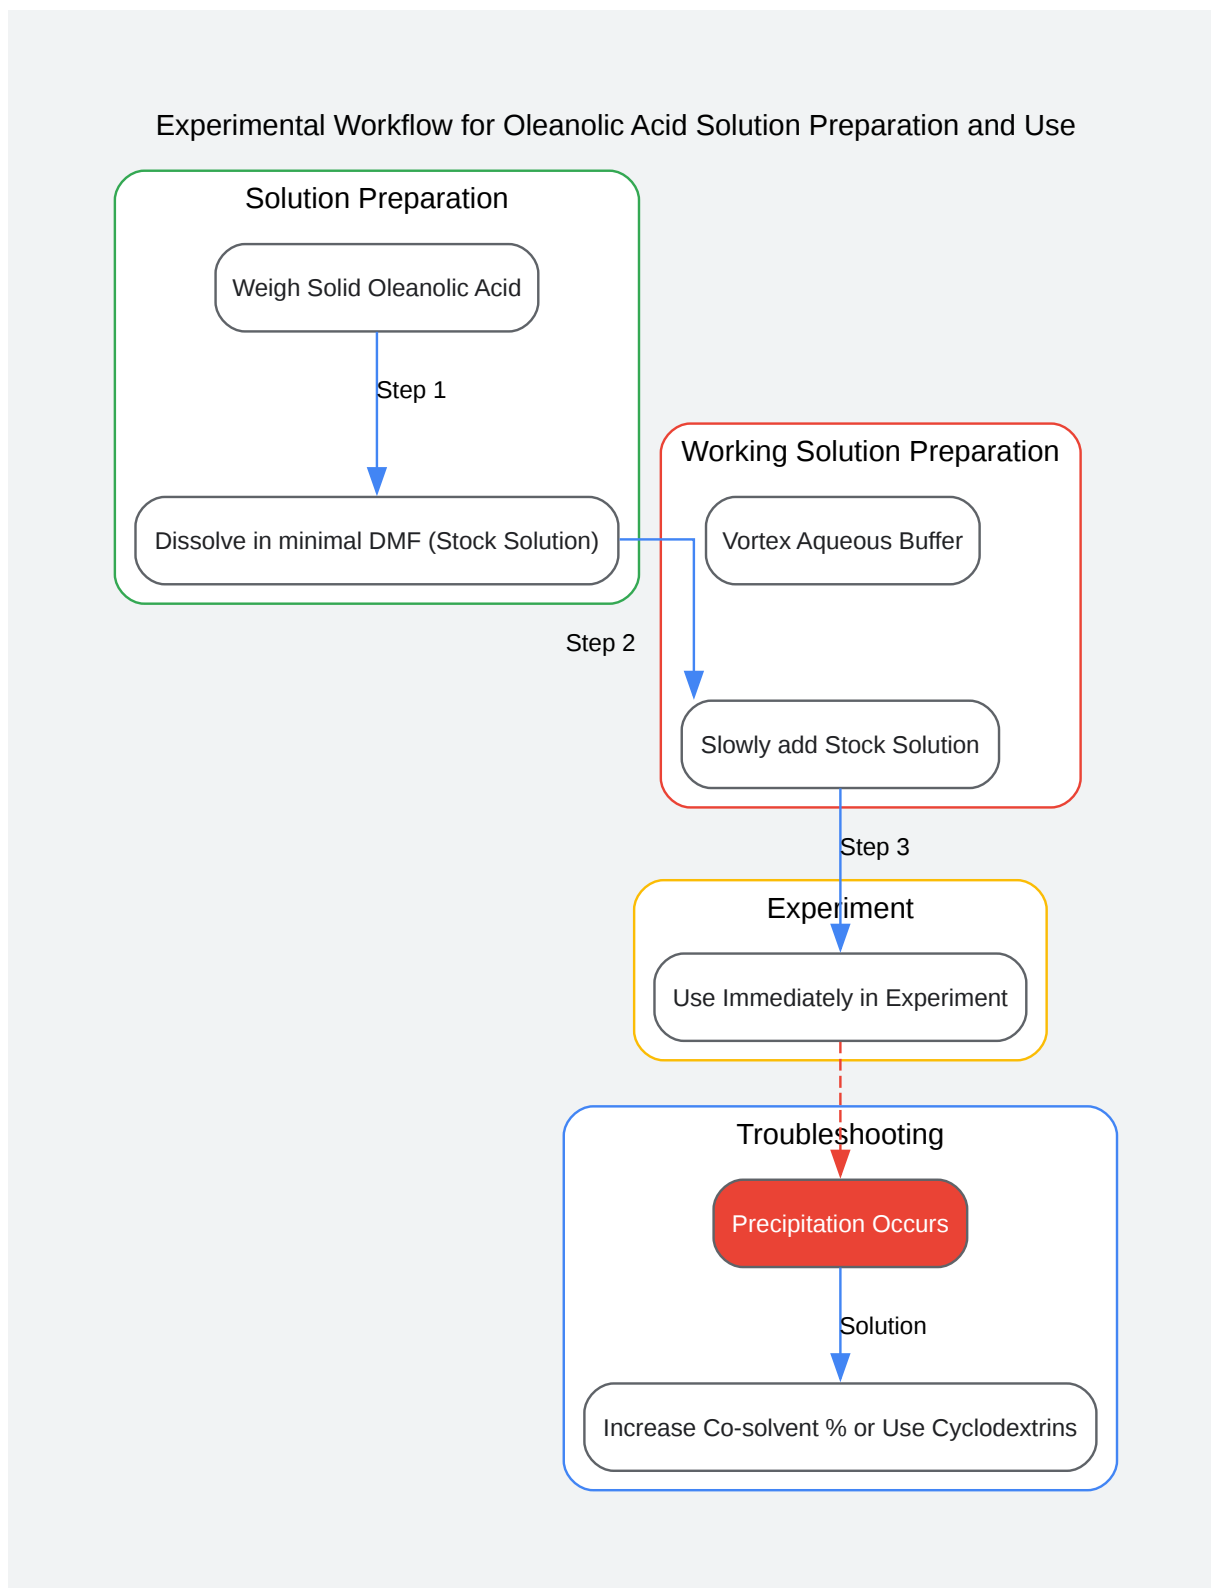 Experimental Workflow for Oleanolic Acid Solution Preparation and Use
Solution Preparation
Weigh Solid Oleanolic Acid
Step 1
Dissolve in minimal DMF (Stock Solution)
Step 2
Working Solution Preparation
Vortex Aqueous Buffer
Slowly add Stock Solution
Step 3
Experiment
Use Immediately in Experiment
Troubleshooting
Precipitation Occurs
Solution
Increase Co-solvent % or Use Cyclodextrins